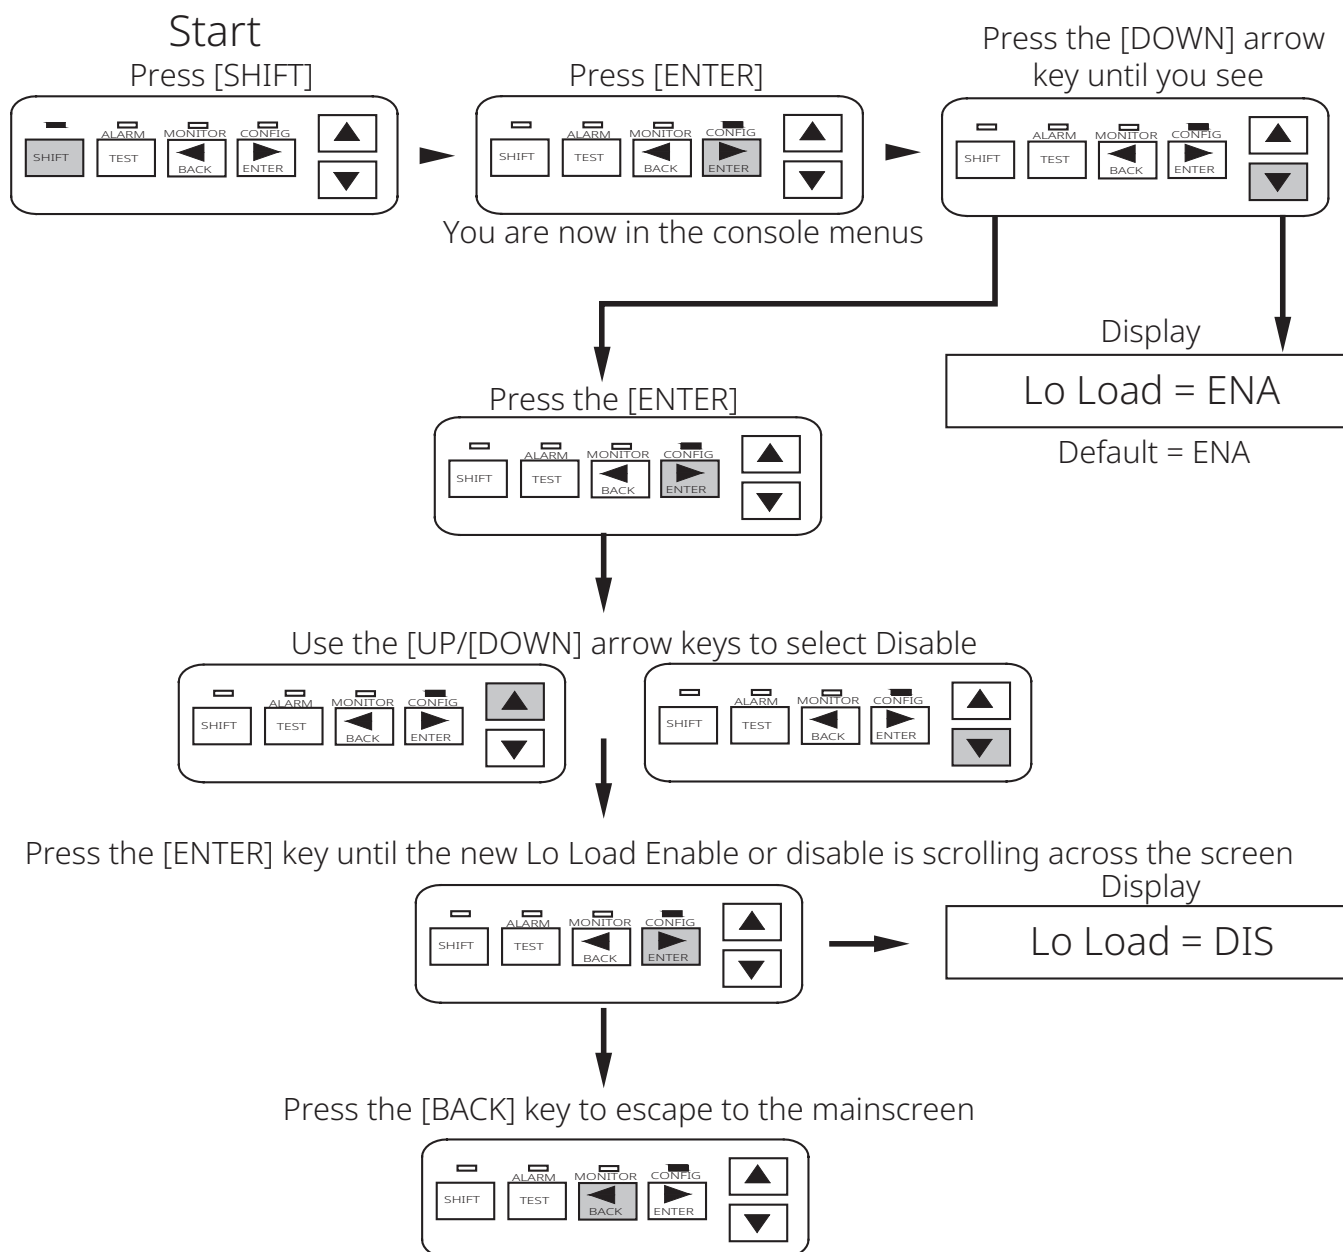 Start
Press [SHIFT]
SHIFT
ALARM
TEST
MONITOR
BACK
CONFIG
ENTER
Press [ENTER]
SHIFT
ALARM
TEST
MONITOR
BACK
CONFIG
ENTER
You are now in the console menus
Press the [DOWN] arrow
key until you see
SHIFT
ALARM
TEST
MONITOR
BACK
CONFIG
ENTER
Display
Lo Load = ENA
Default = ENA
Press the [ENTER]
SHIFT
ALARM
TEST
MONITOR
BACK
CONFIG
ENTER
Use the [UP/[DOWN] arrow keys to select Disable
SHIFT
ALARM
TEST
MONITOR
BACK
CONFIG
ENTER
SHIFT
ALARM
TEST
MONITOR
BACK
CONFIG
ENTER
Press the [ENTER] key until the new Lo Load Enable or disable is scrolling across the screen
SHIFT
ALARM
TEST
MONITOR
BACK
CONFIG
ENTER
Display
Lo Load = DIS
Press the [BACK] key to escape to the mainscreen
SHIFT
ALARM
TEST
MONITOR
BACK
CONFIG
ENTER